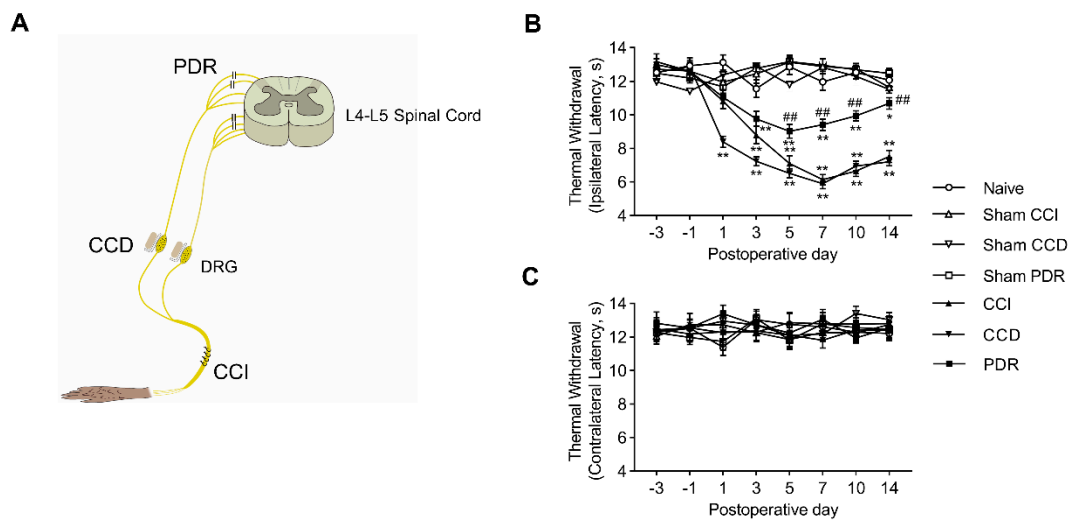 A
PDR
L4-L5 Spinal Cord
CCD
DRG
CCI
B
Thermal Withdrawal
(Ipsilateral Latency, s)
14
12
10
8
6
4
## ## ## ##
** ** ** ** *
** ** **
** ** ** ** ** **
-3 -1 1 3 5 7 10 14
Postoperative day
Naive
Sham CCI
Sham CCD
Sham PDR
CCI
CCD
PDR
C
Thermal Withdrawal
(Contralateral Latency, s)
14
12
10
8
6
4
-3 -1 1 3 5 7 10 14
Postoperative day